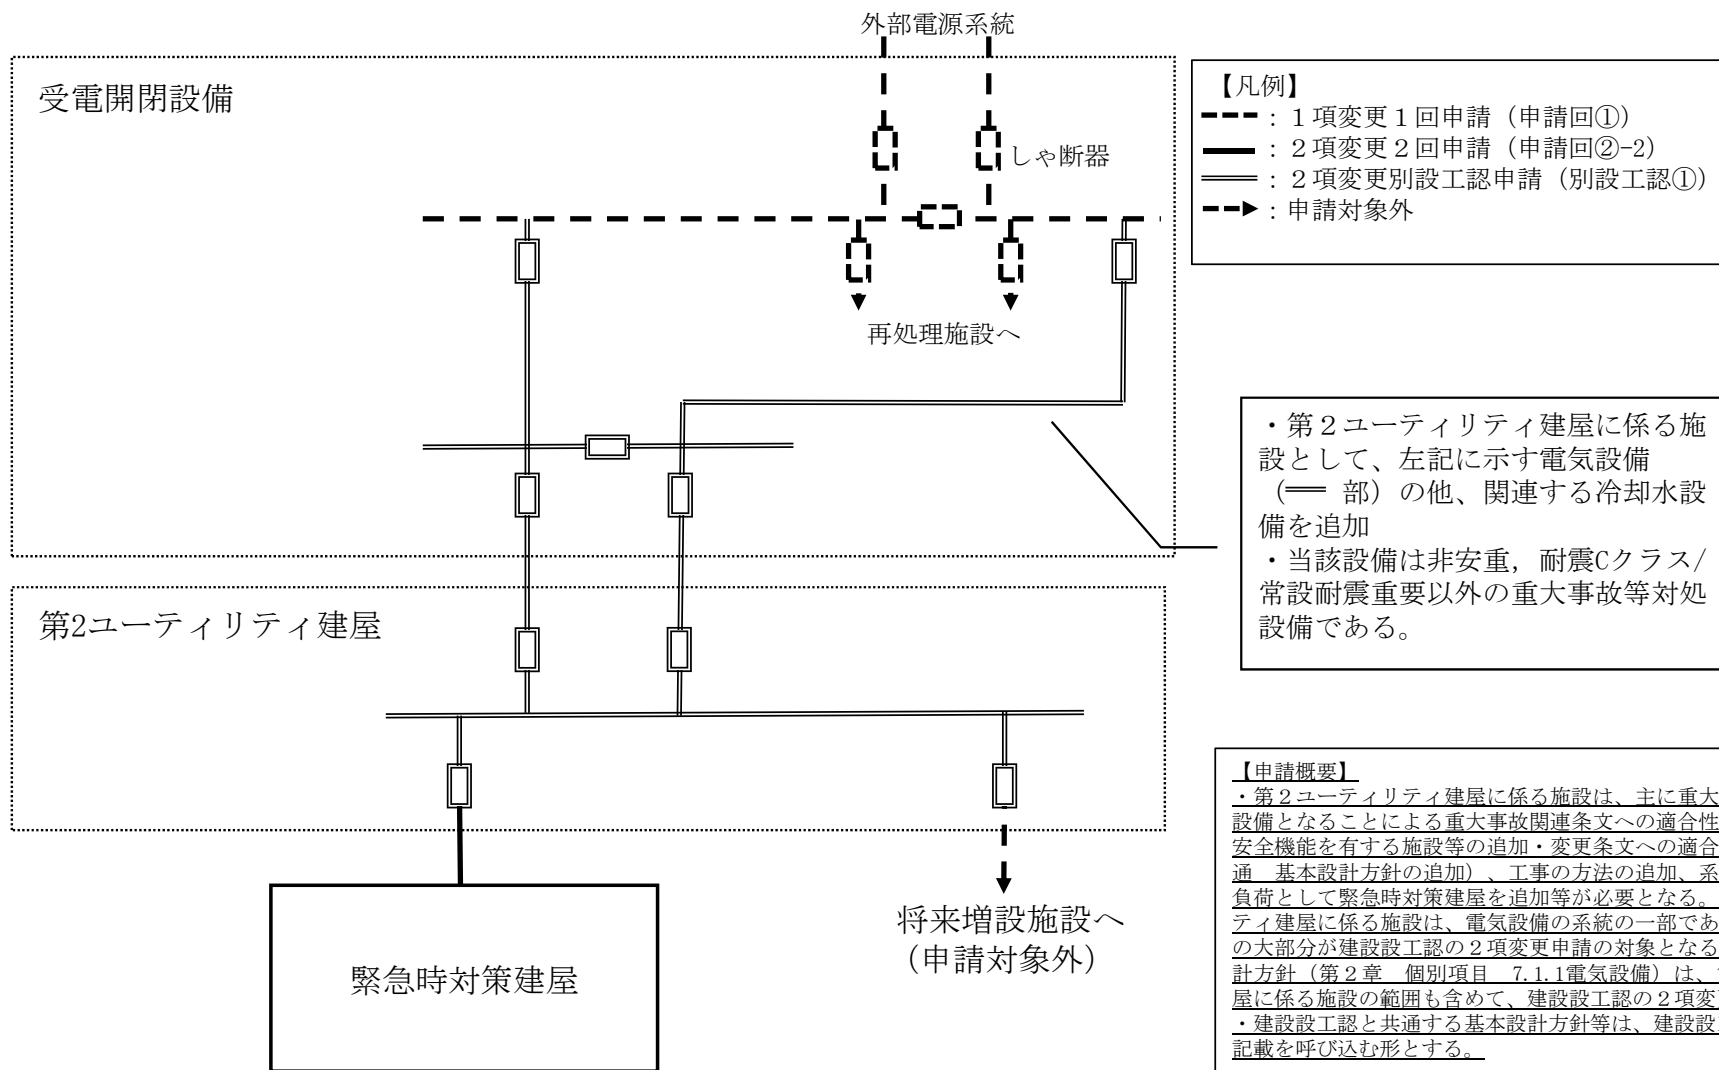 外部電源系統
受電開閉設備
しゃ断器
再処理施設へ
【凡例】
：１項変更１回申請（申請回①）
：２項変更２回申請（申請回②-2）
：２項変更別設工認申請（別設工認①）
：申請対象外
・第２ユーティリティ建屋に係る施
設として、左記に示す電気設備
（ 部）の他、関連する冷却水設
備を追加
・当該設備は非安重，耐震Cクラス/
常設耐震重要以外の重大事故等対処
設備である。
第2ユーティリティ建屋
将来増設施設へ
（申請対象外）
緊急時対策建屋
【申請概要】
・第２ユーティリティ建屋に係る施設は、主に重大
設備となることによる重大事故関連条文への適合性
安全機能を有する施設等の追加・変更条文への適合
通　基本設計方針の追加）、工事の方法の追加、系
負荷として緊急時対策建屋を追加等が必要となる。
ティ建屋に係る施設は、電気設備の系統の一部であ
の大部分が建設設工認の２項変更申請の対象となる
計方針（第２章　個別項目　7.1.1電気設備）は、
屋に係る施設の範囲も含めて、建設設工認の２項変
・建設設工認と共通する基本設計方針等は、建設設
記載を呼び込む形とする。